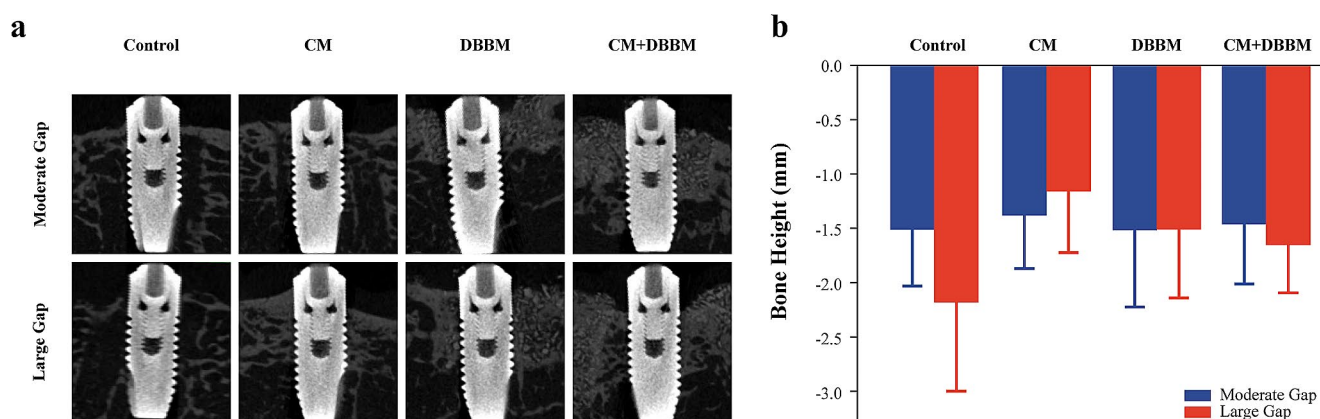 a
Control CM DBBM CM+DBBM
Moderate Gap
Large Gap
b
Control CM DBBM CM+DBBM
Bone Height (mm)
0.0
-0.5
-1.0
-1.5
-2.0
-2.5
-3.0
Moderate Gap
Large Gap